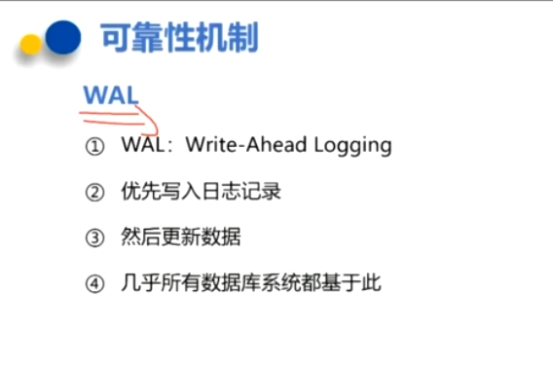 可靠性机制
WAL
① WAL：Write-Ahead Logging
② 优先写入日志记录
③ 然后更新数据
④ 几乎所有数据库系统都基于此